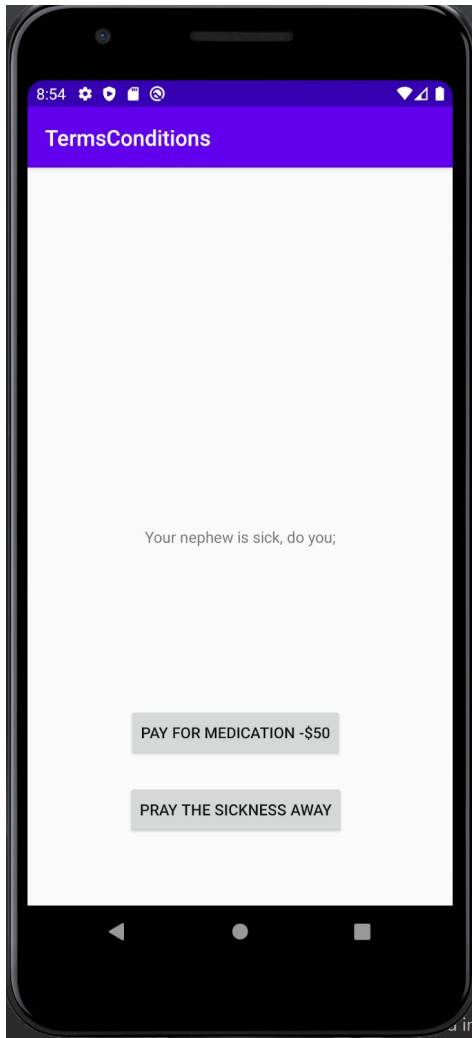 8:54
TermsConditions
Your nephew is sick, do you;
PAY FOR MEDICATION -$50
PRAY THE SICKNESS AWAY